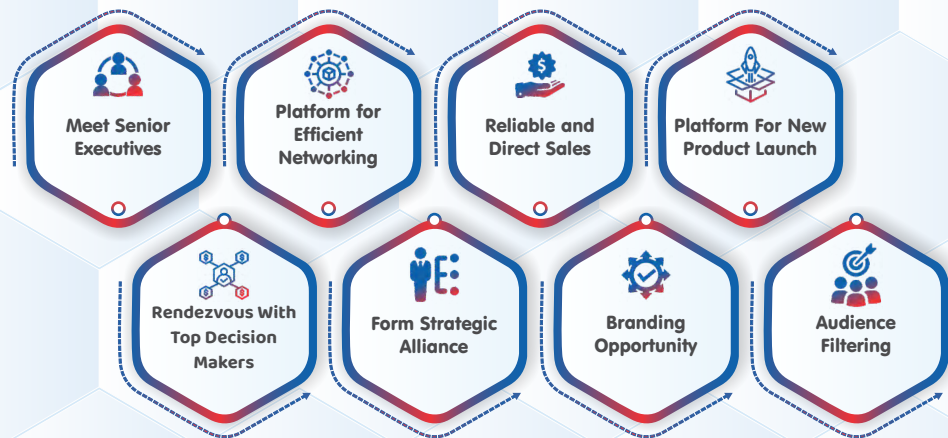 Meet Senior
Executives
Platform for
Efficient
Networking
Reliable and
Direct Sales
Platform For New
Product Launch
Rendezvous With
Top Decision
Makers
Form Strategic
Alliance
Branding
Opportunity
Audience
Filtering